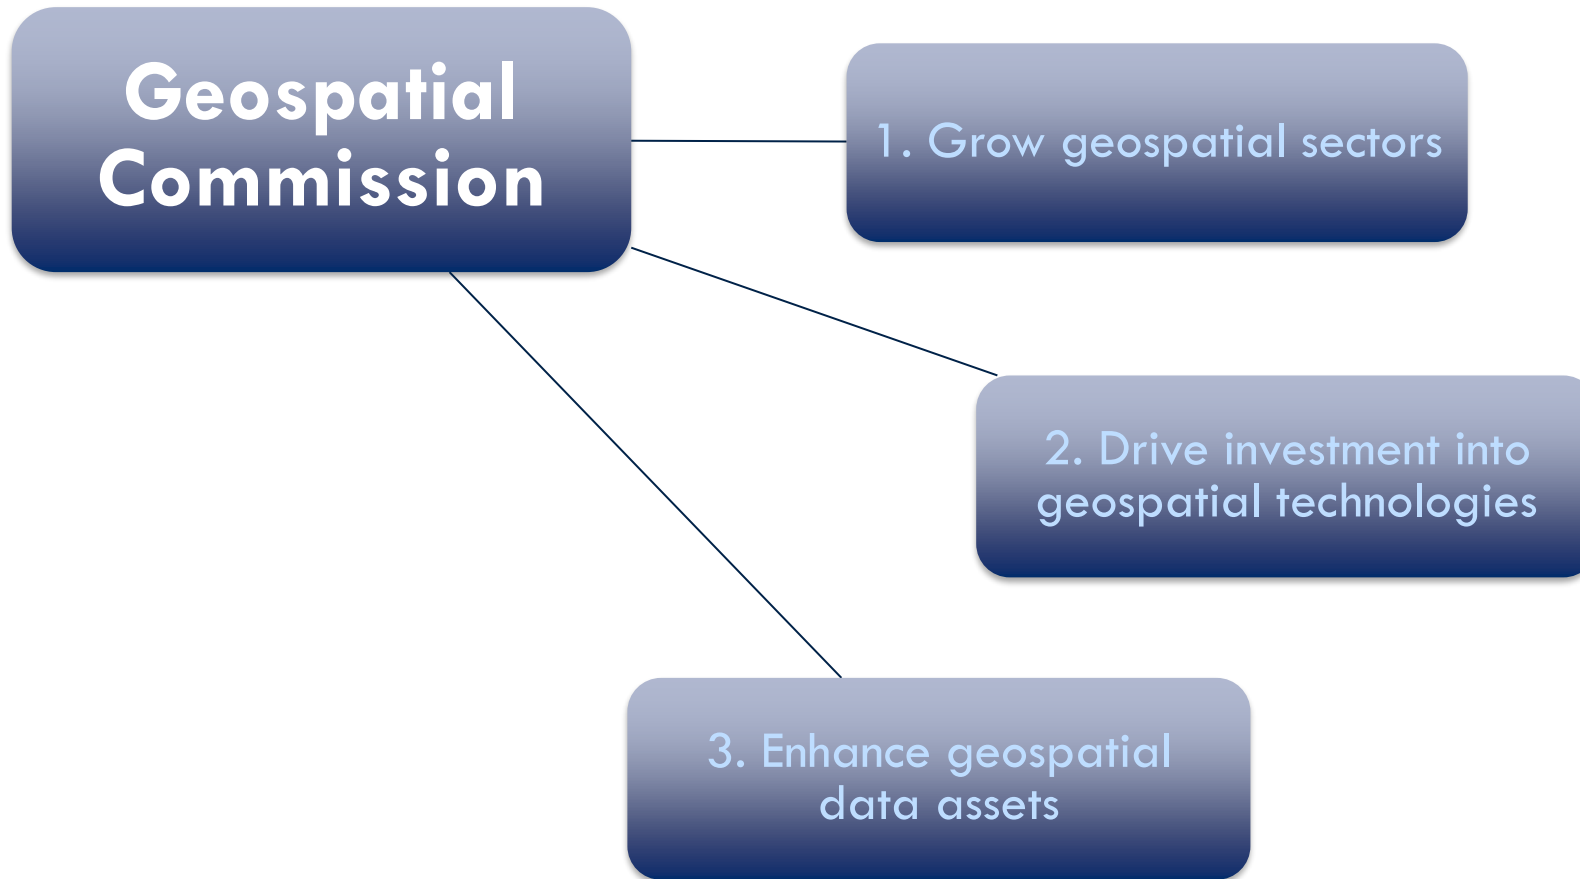 Geospatial
Commission
1. Grow geospatial sectors
2. Drive investment into
geospatial technologies
3. Enhance geospatial
data assets